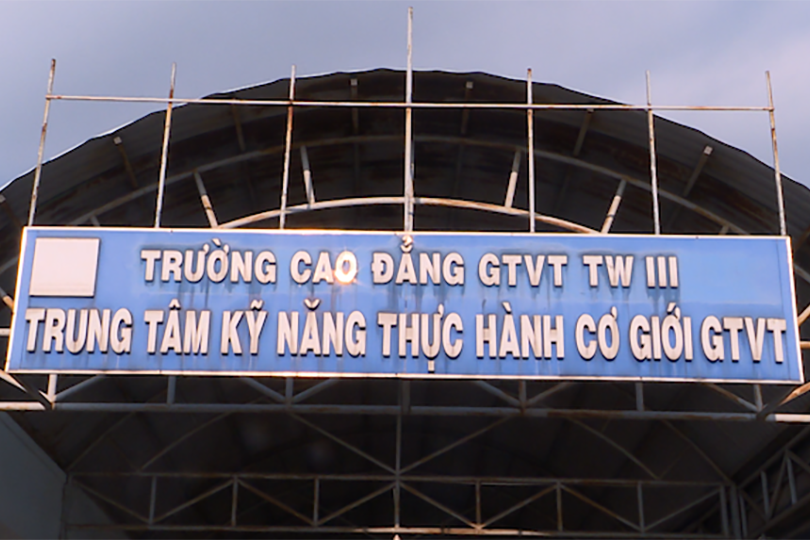 TRƯỜNG CAO ĐẲNG GTVT TW III
TRUNG TÂM KỸ NĂNG THỰC HÀNH CƠ GIỚI GTVT